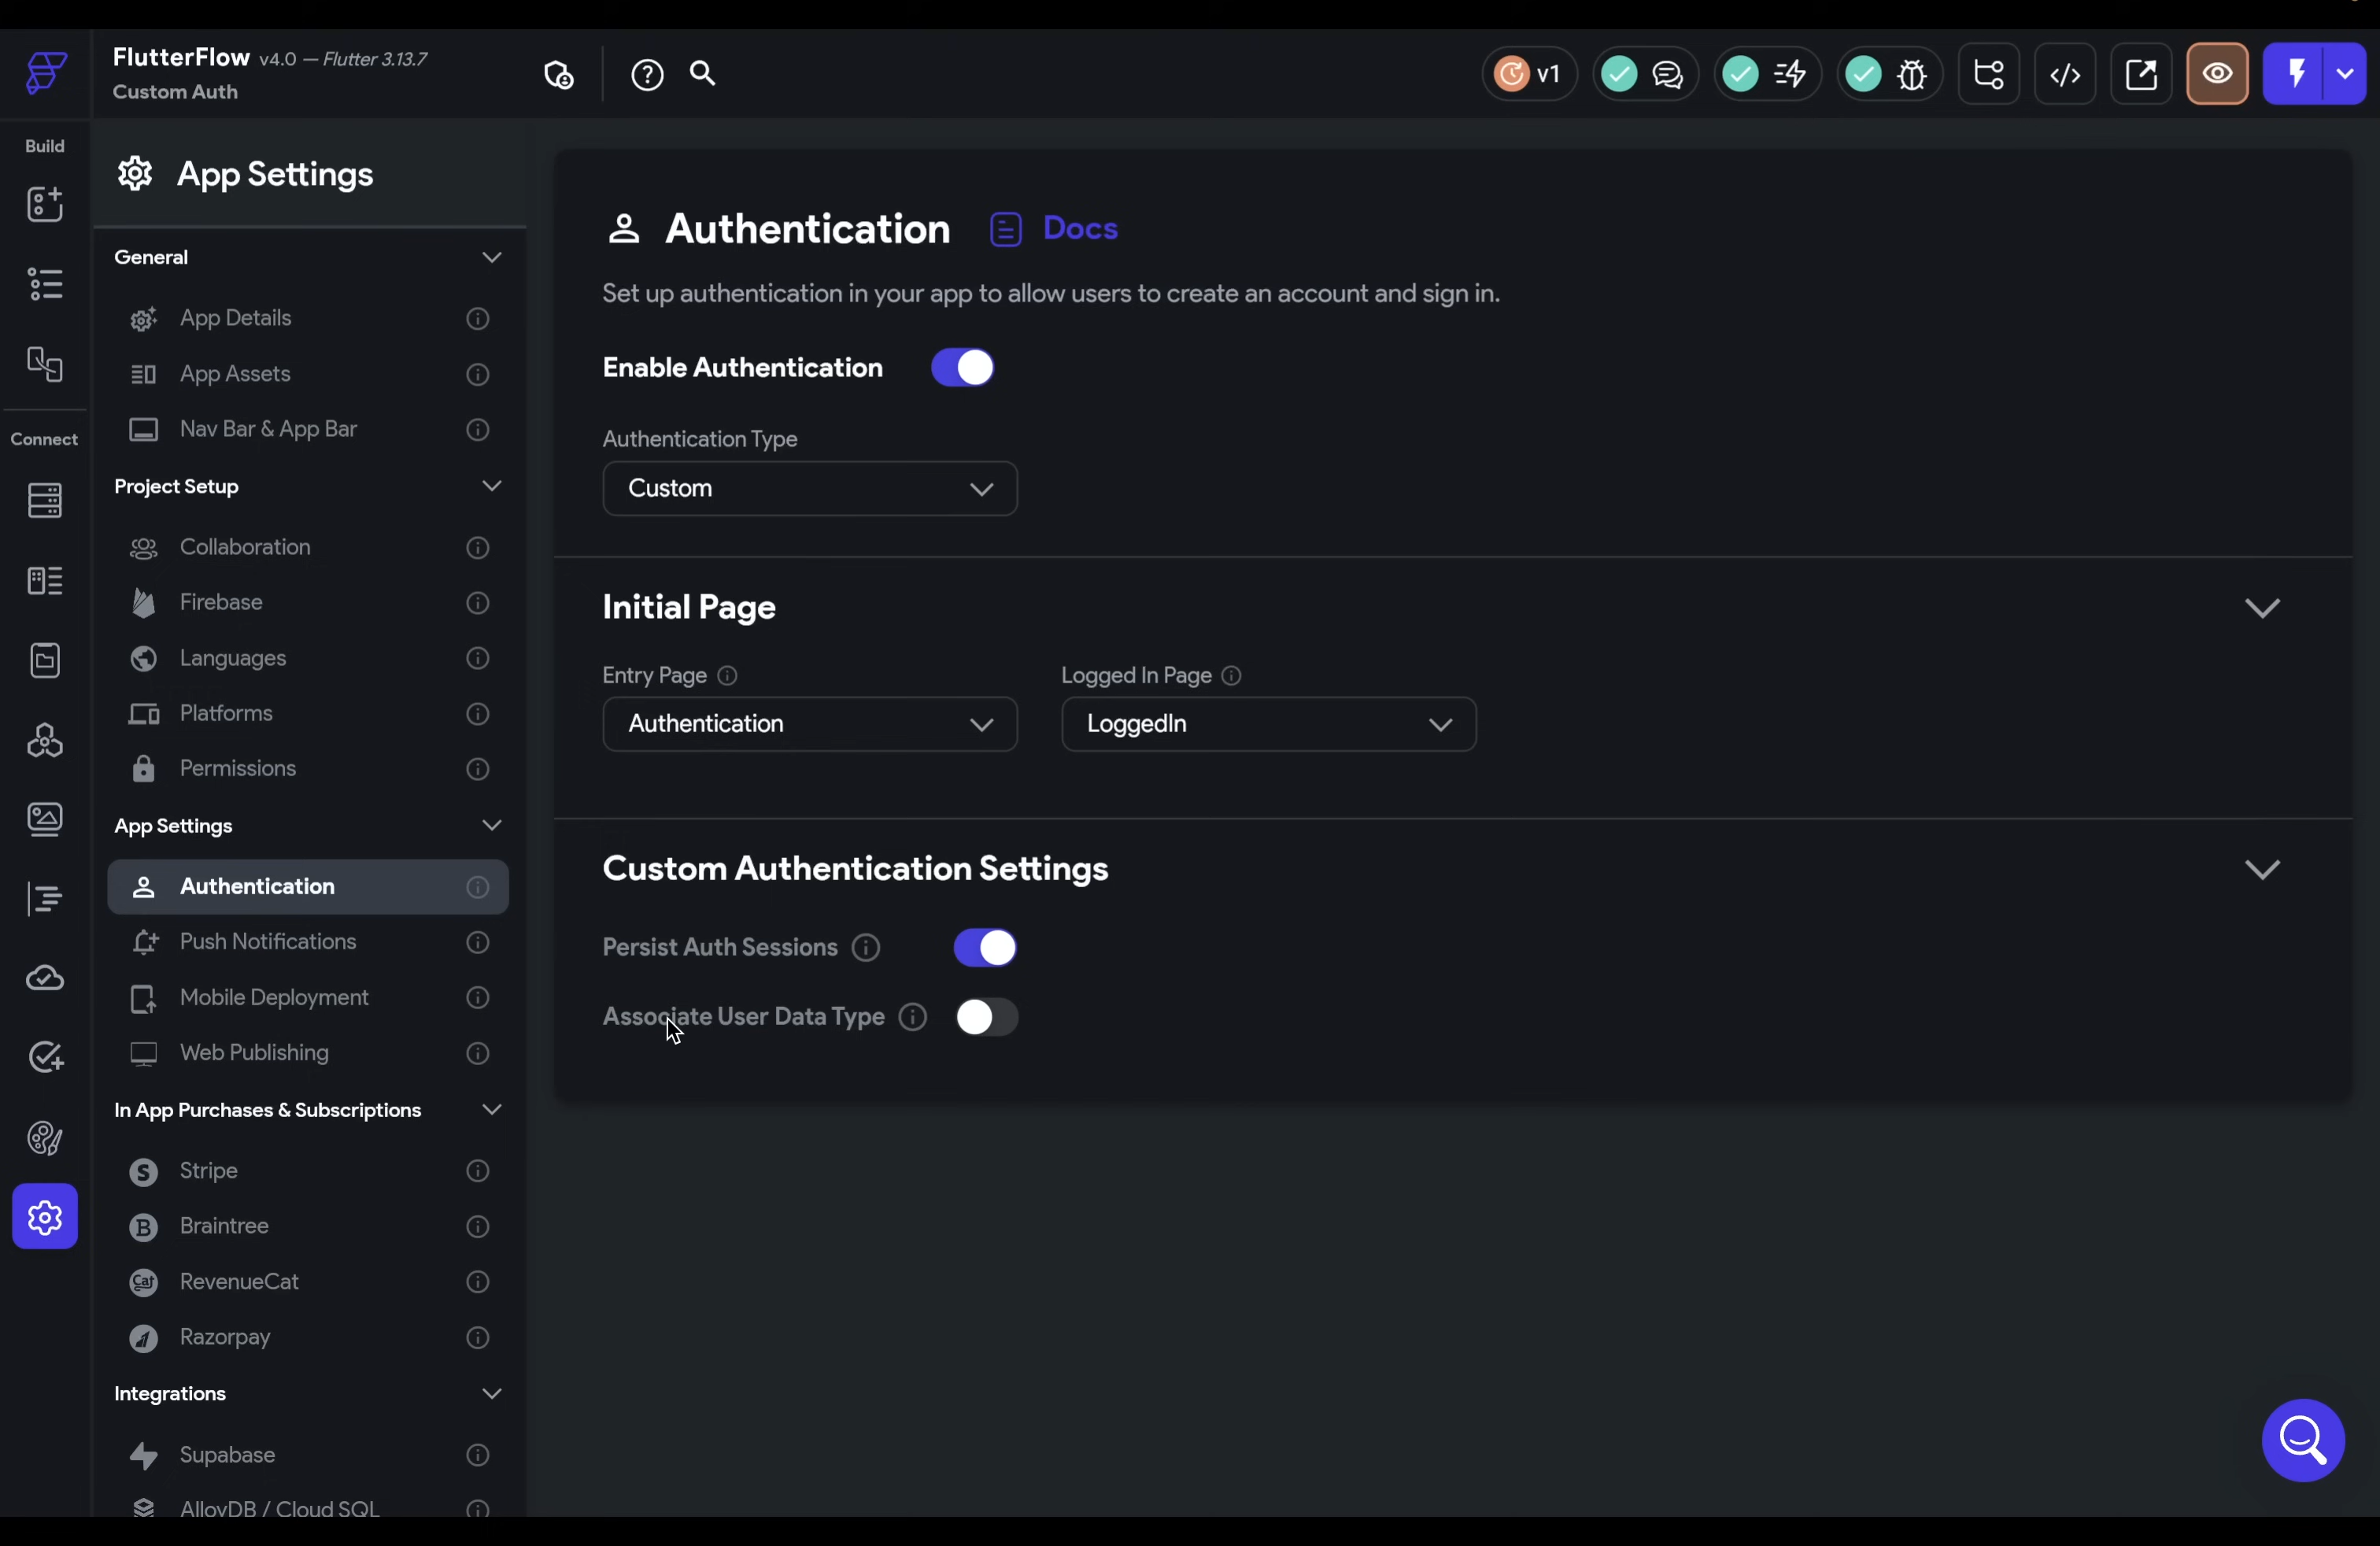 FlutterFlow v4.0 — Flutter 3.13.7
Custom Auth
v1
Build
Connect
App Settings
General
App Details
App Assets
Nav Bar & App Bar
Project Setup
Collaboration
Firebase
Languages
Platforms
Permissions
App Settings
Authentication
Push Notifications
Mobile Deployment
Web Publishing
In App Purchases & Subscriptions
Stripe
Braintree
RevenueCat
Razorpay
Integrations
Supabase
AlloyDB / Cloud SQL
Authentication Docs
Set up authentication in your app to allow users to create an account and sign in.
Enable Authentication
Authentication Type
Custom
Initial Page
Entry Page
Authentication
Logged In Page
LoggedIn
Custom Authentication Settings
Persist Auth Sessions
Associate User Data Type